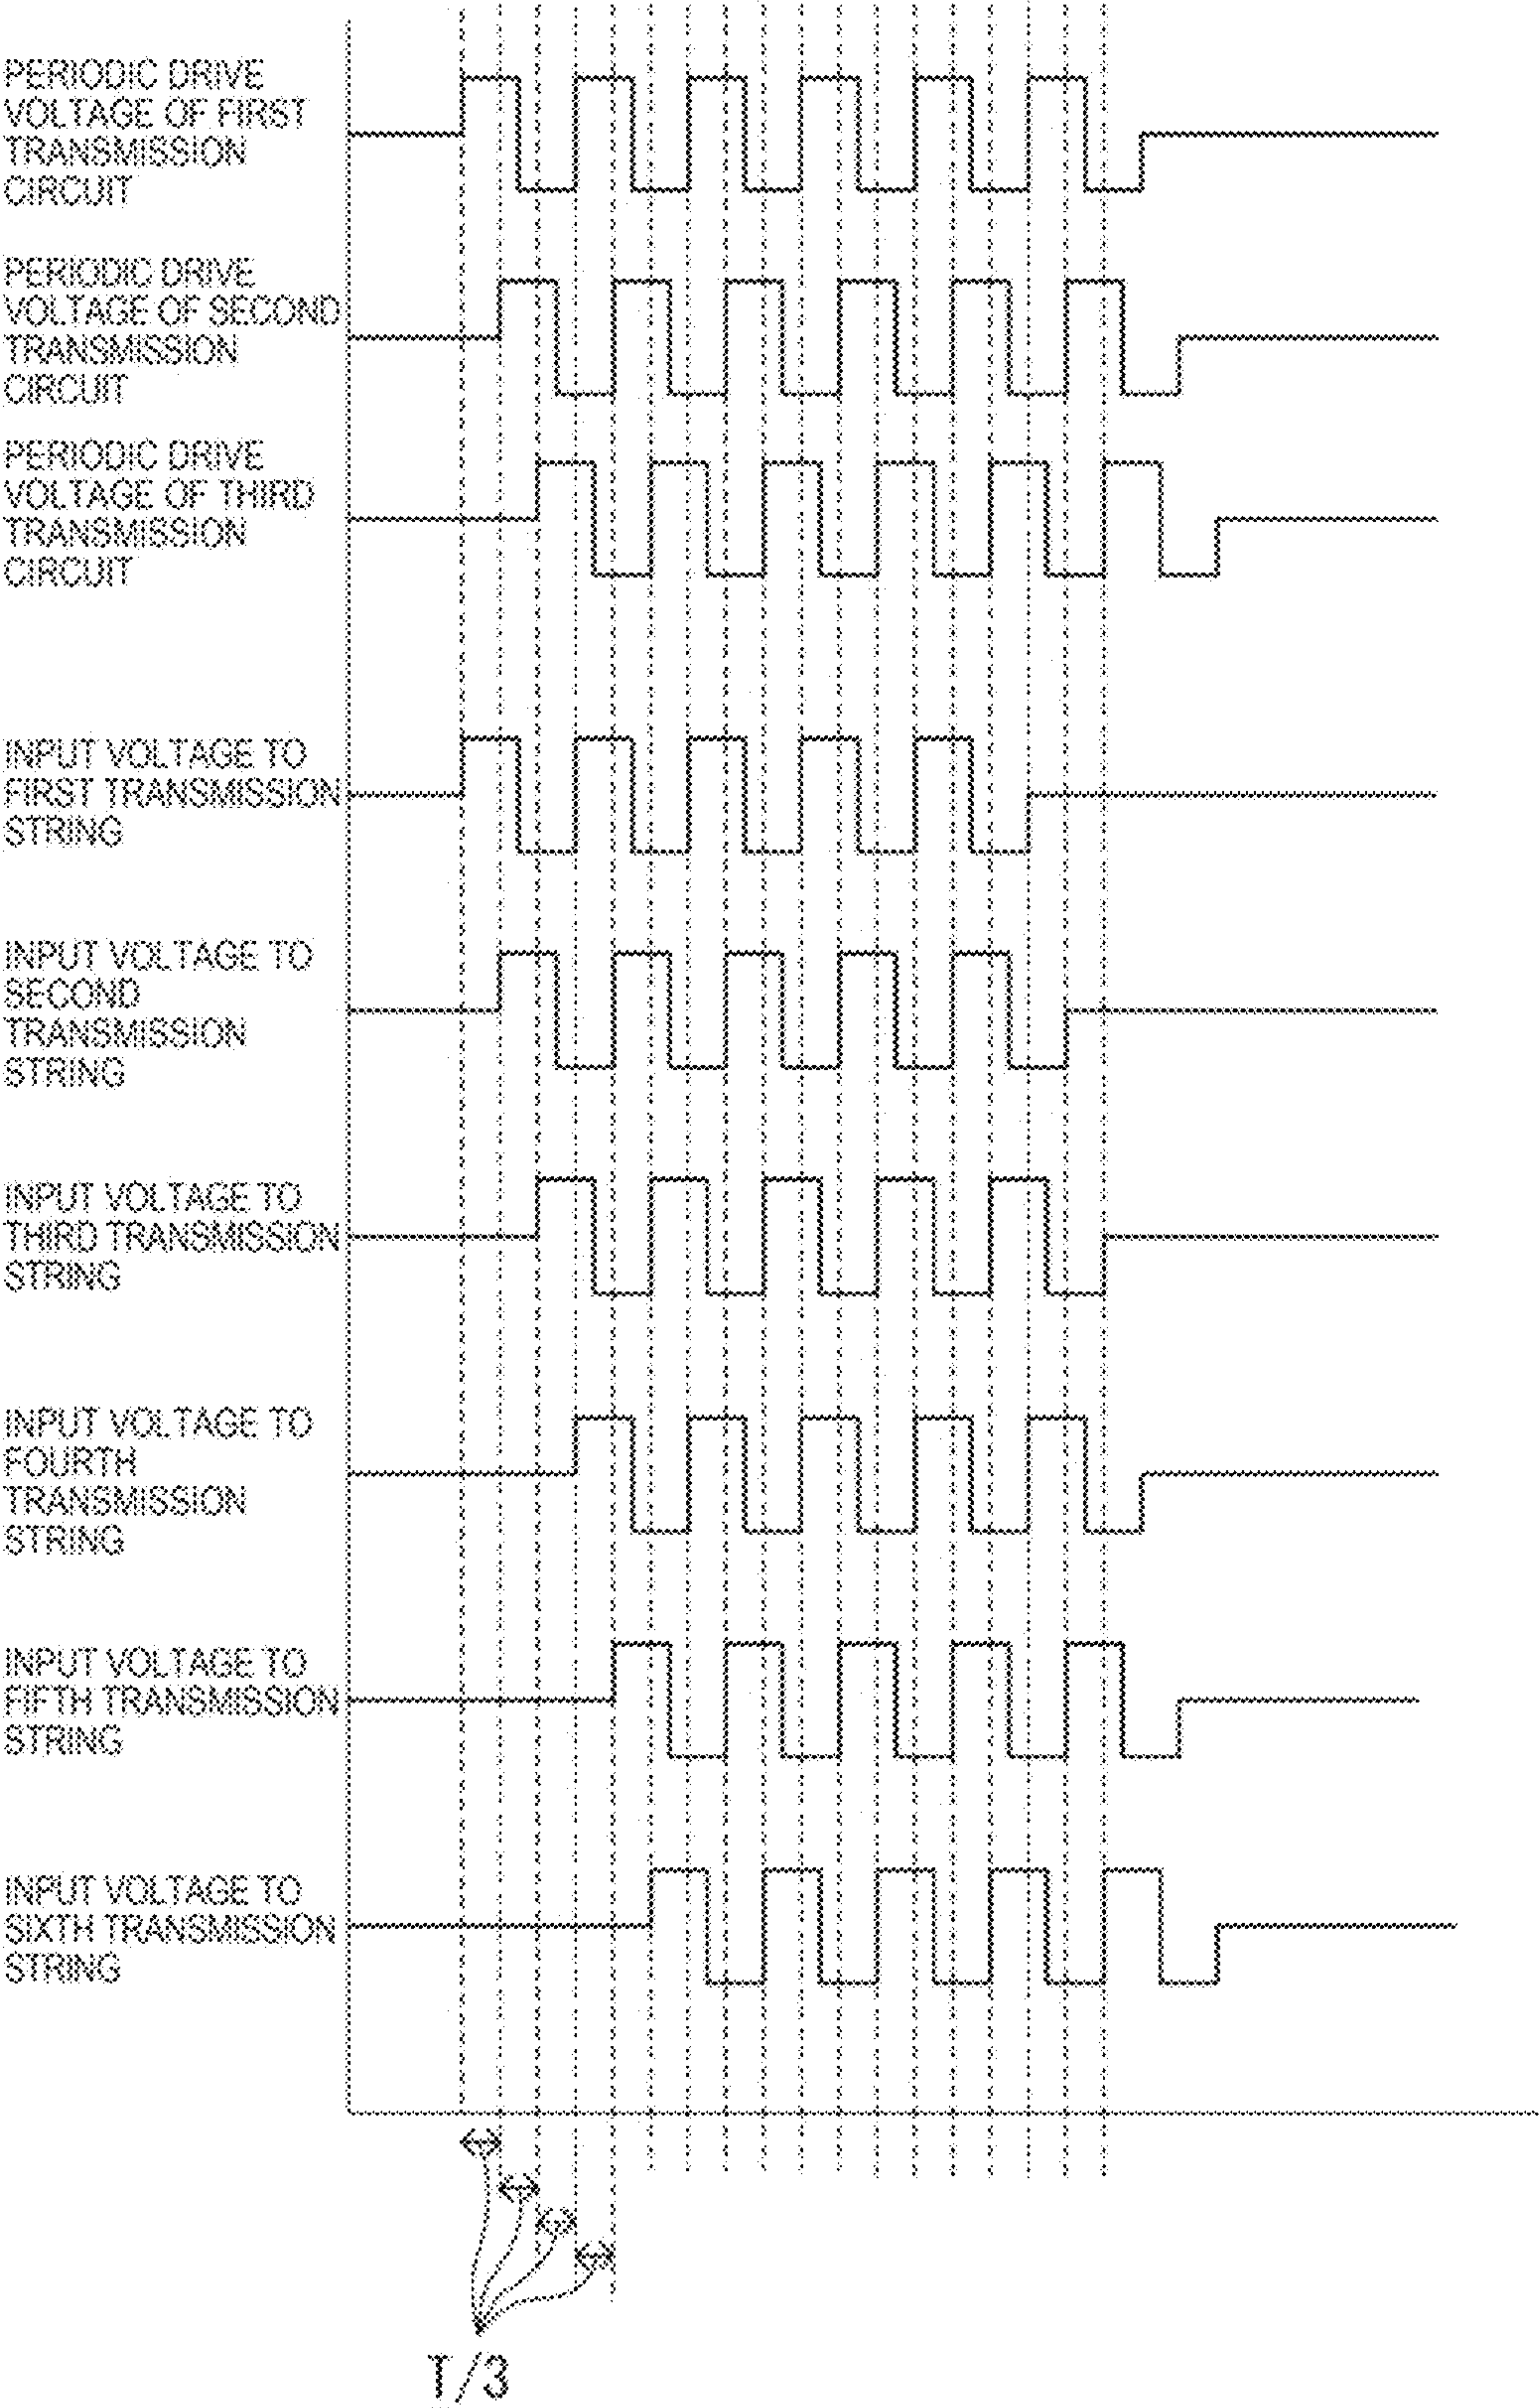 PERIODIC DRIVE
VOLTAGE OF FIRST
TRANSMISSION
CIRCUIT
PERIODIC DRIVE
VOLTAGE OF SECOND
TRANSMISSION
CIRCUIT
PERIODIC DRIVE
VOLTAGE OF THIRD
TRANSMISSION
CIRCUIT
INPUT VOLTAGE TO
FIRST TRANSMISSION
STRING
INPUT VOLTAGE TO
SECOND
TRANSMISSION
STRING
INPUT VOLTAGE TO
THIRD TRANSMISSION
STRING
INPUT VOLTAGE TO
FOURTH
TRANSMISSION
STRING
INPUT VOLTAGE TO
FIFTH TRANSMISSION
STRING
INPUT VOLTAGE TO
SIXTH TRANSMISSION
STRING
T/3